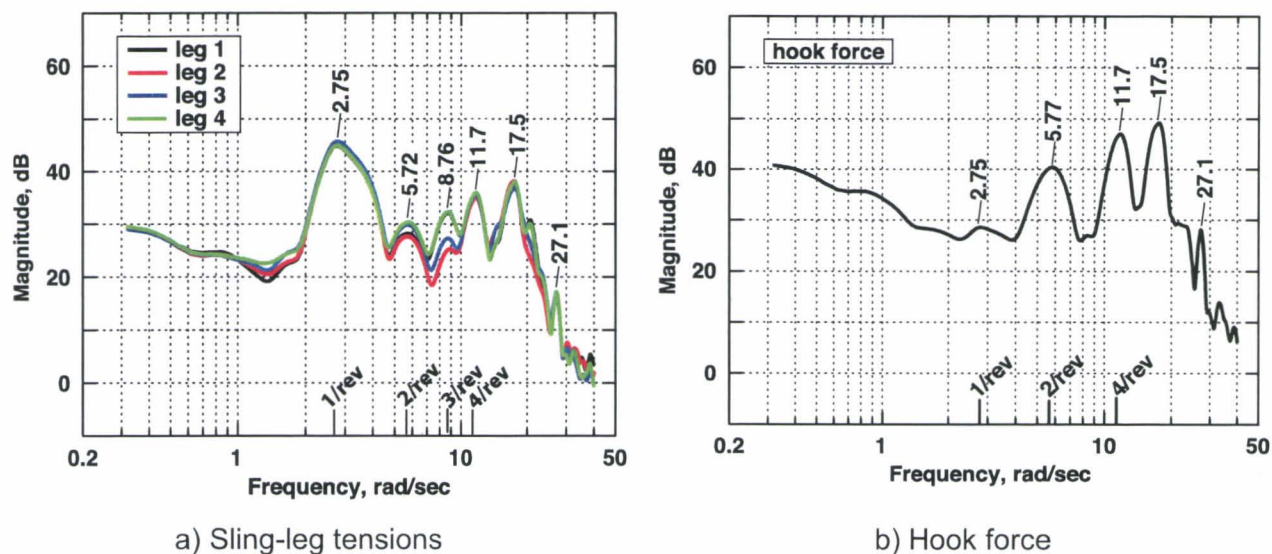 leg 1
leg 2
leg 3
leg 4
2.75
5.72
8.76
11.7
17.5
27.1
1/rev
2/rev
3/rev
4/rev
60
40
20
0
0.2
1
10
50
Magnitude, dB
Frequency, rad/sec
a) Sling-leg tensions
hook force
2.75
5.77
11.7
17.5
27.1
1/rev
2/rev
4/rev
60
40
20
0
0.2
1
10
50
Magnitude, dB
Frequency, rad/sec
b) Hook force